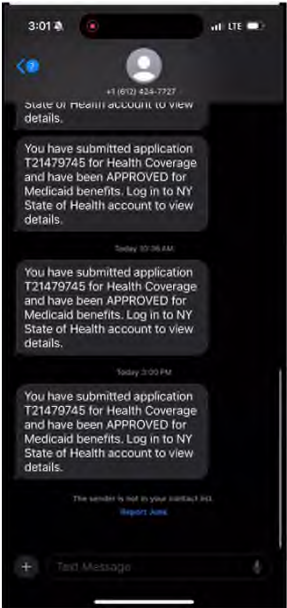 3:01
LTE
7
+1 (612) 424-7727
State of Health account to view
details.
You have submitted application
T21479745 for Health Coverage
and have been APPROVED for
Medicaid benefits. Log in to NY
State of Health account to view
details.
Today 10:36 AM
You have submitted application
T21479745 for Health Coverage
and have been APPROVED for
Medicaid benefits. Log in to NY
State of Health account to view
details.
Today 3:00 PM
You have submitted application
T21479745 for Health Coverage
and have been APPROVED for
Medicaid benefits. Log in to NY
State of Health account to view
details.
The sender is not in your contact list.
Report Junk
Text Message